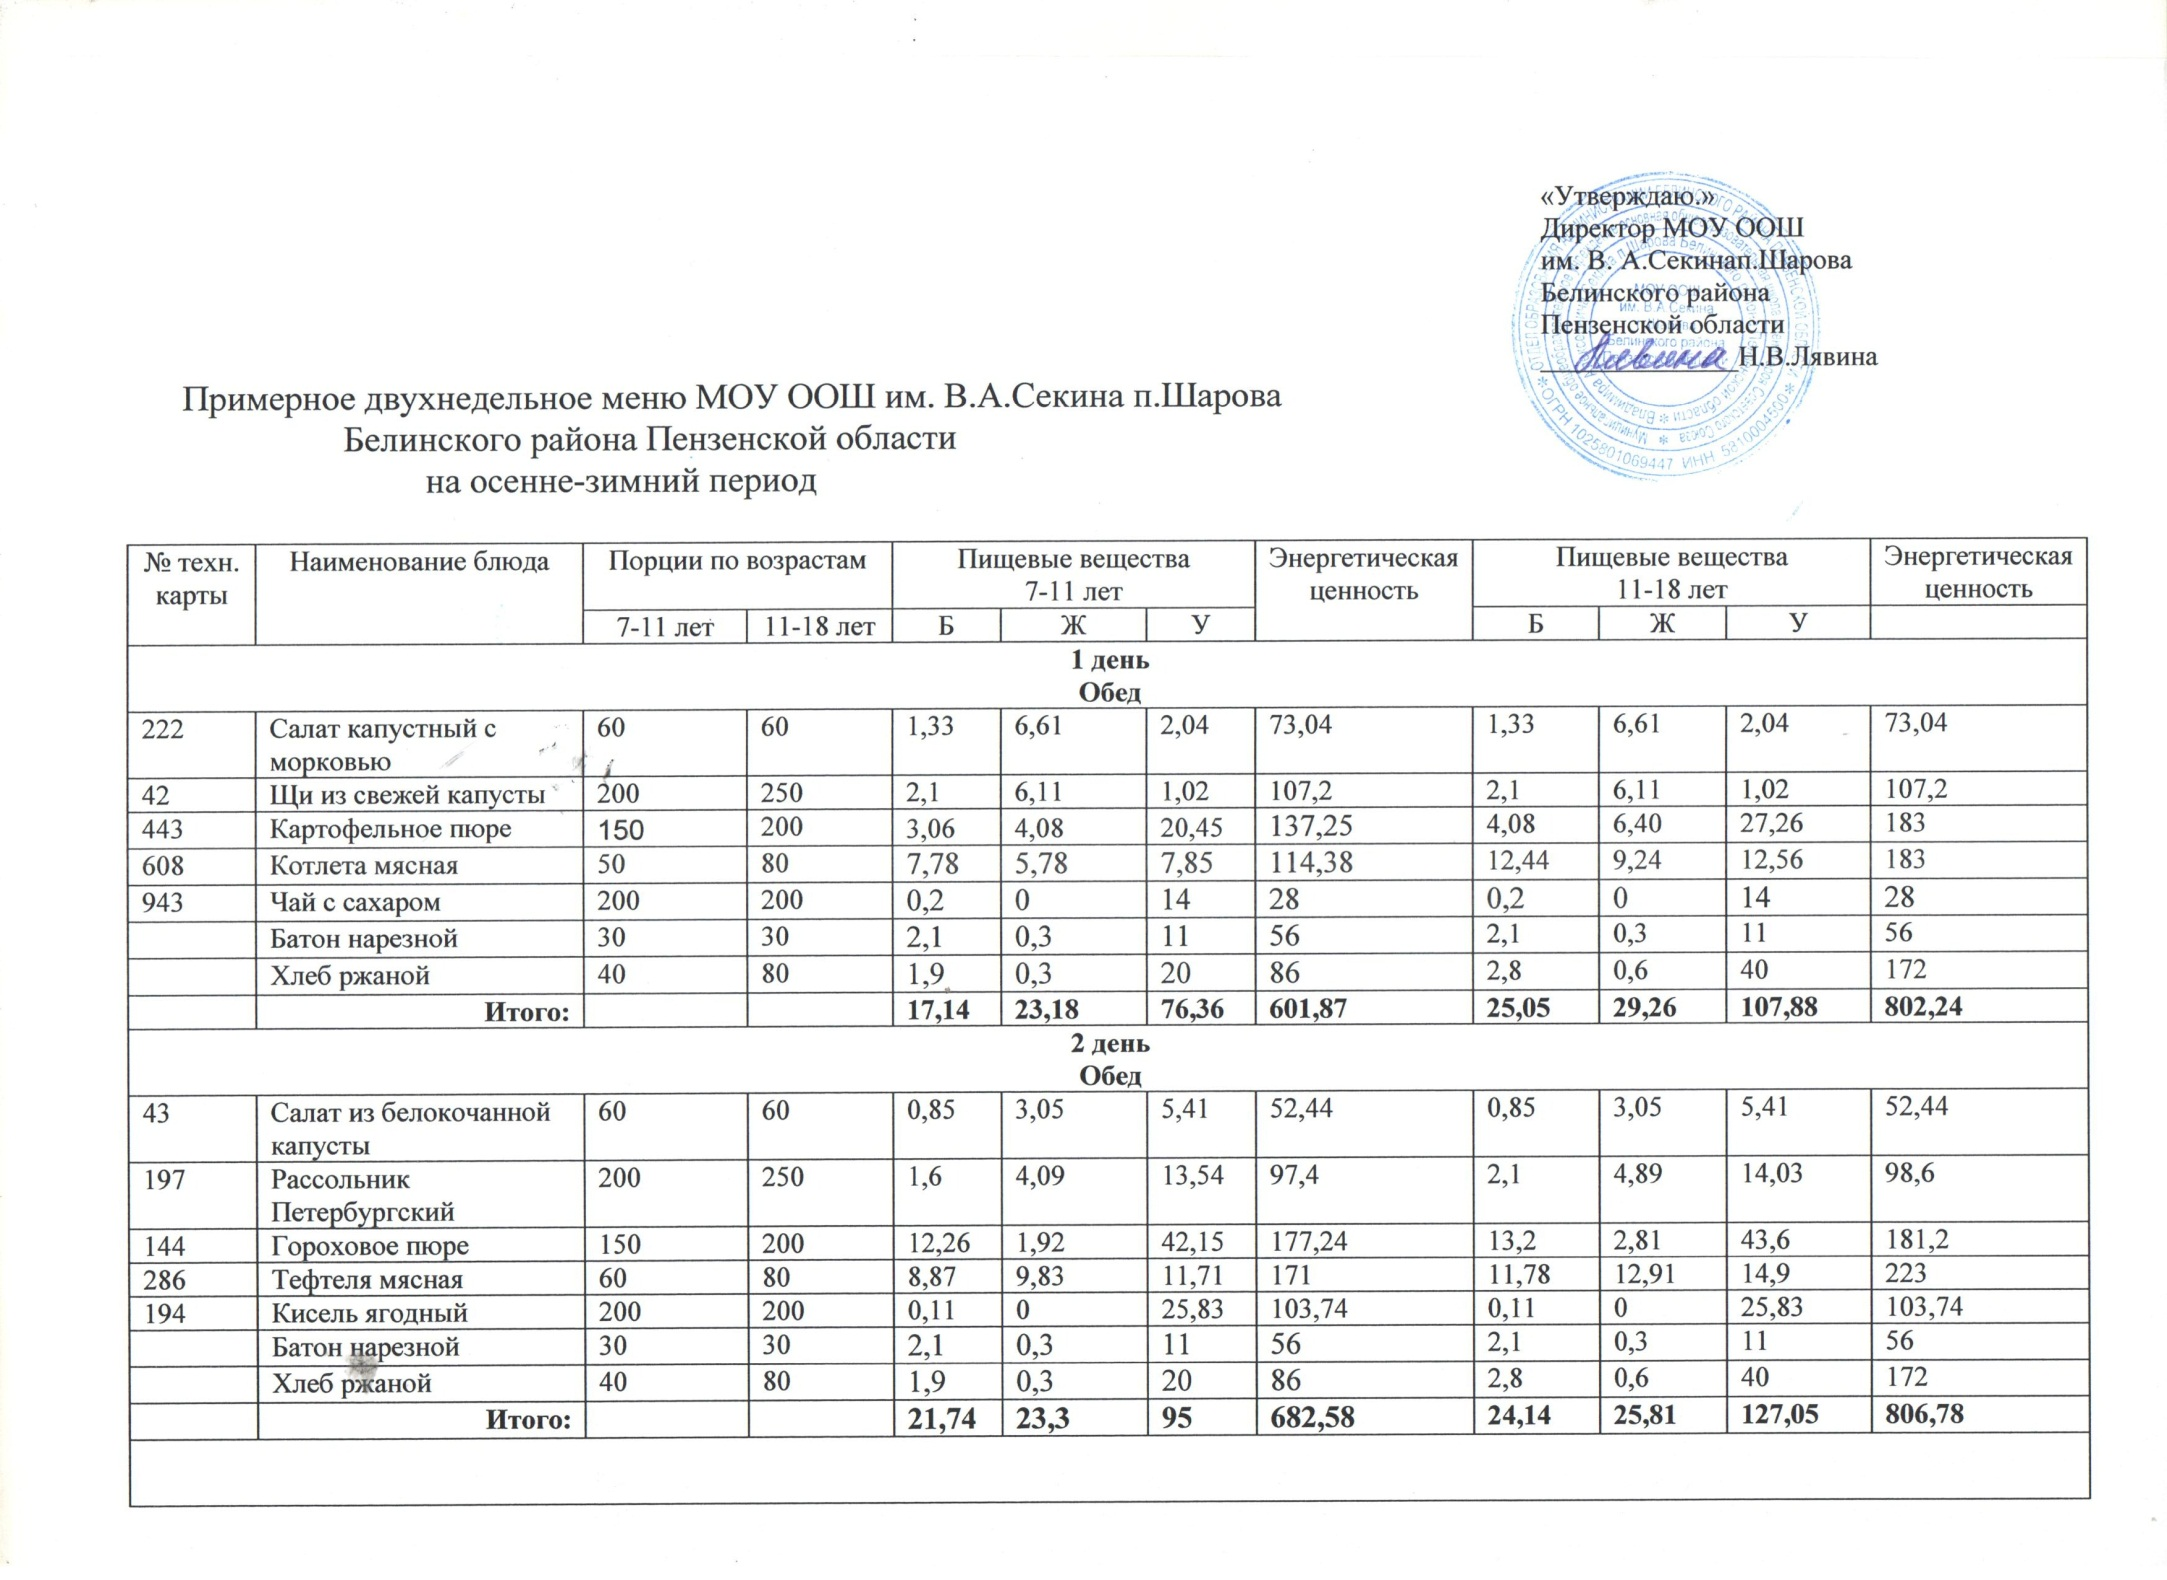 «Утверждаю.»
Директор МОУ ООШ
им. В. А.Секинап.Шарова
Белинского района
Пензенской области
Н.В.Лявина
МОУ ООШ
им. В.А.Секина
Белинского района
ОГРН 1025801069447 ИНН 5810004500
Примерное двухнедельное меню МОУ ООШ им. В.А.Секина п.Шарова
Белинского района Пензенской области
на осенне-зимний период
№ техн. карты Наименование блюда Порции по возрастам Пищевые вещества 7-11 лет Энергетическая ценность Пищевые вещества 11-18 лет Энергетическая ценность
7-11 лет 11-18 лет Б Ж У Б Ж У
1 день
Обед
222 Салат капустный с морковью 60 60 1,33 6,61 2,04 73,04 1,33 6,61 2,04 73,04
42 Щи из свежей капусты 200 250 2,1 6,11 1,02 107,2 2,1 6,11 1,02 107,2
443 Картофельное пюре 150 200 3,06 4,08 20,45 137,25 4,08 6,40 27,26 183
608 Котлета мясная 50 80 7,78 5,78 7,85 114,38 12,44 9,24 12,56 183
943 Чай с сахаром 200 200 0,2 0 14 28 0,2 0 14 28
Батон нарезной 30 30 2,1 0,3 11 56 2,1 0,3 11 56
Хлеб ржаной 40 80 1,9 0,3 20 86 2,8 0,6 40 172
Итого: 17,14 23,18 76,36 601,87 25,05 29,26 107,88 802,24
2 день
Обед
43 Салат из белокочанной капусты 60 60 0,85 3,05 5,41 52,44 0,85 3,05 5,41 52,44
197 Рассольник Петербургский 200 250 1,6 4,09 13,54 97,4 2,1 4,89 14,03 98,6
144 Гороховое пюре 150 200 12,26 1,92 42,15 177,24 13,2 2,81 43,6 181,2
286 Тефтеля мясная 60 80 8,87 9,83 11,71 171 11,78 12,91 14,9 223
194 Кисель ягодный 200 200 0,11 0 25,83 103,74 0,11 0 25,83 103,74
Батон нарезной 30 30 2,1 0,3 11 56 2,1 0,3 11 56
Хлеб ржаной 40 80 1,9 0,3 20 86 2,8 0,6 40 172
Итого: 21,74 23,3 95 682,58 24,14 25,81 127,05 806,78